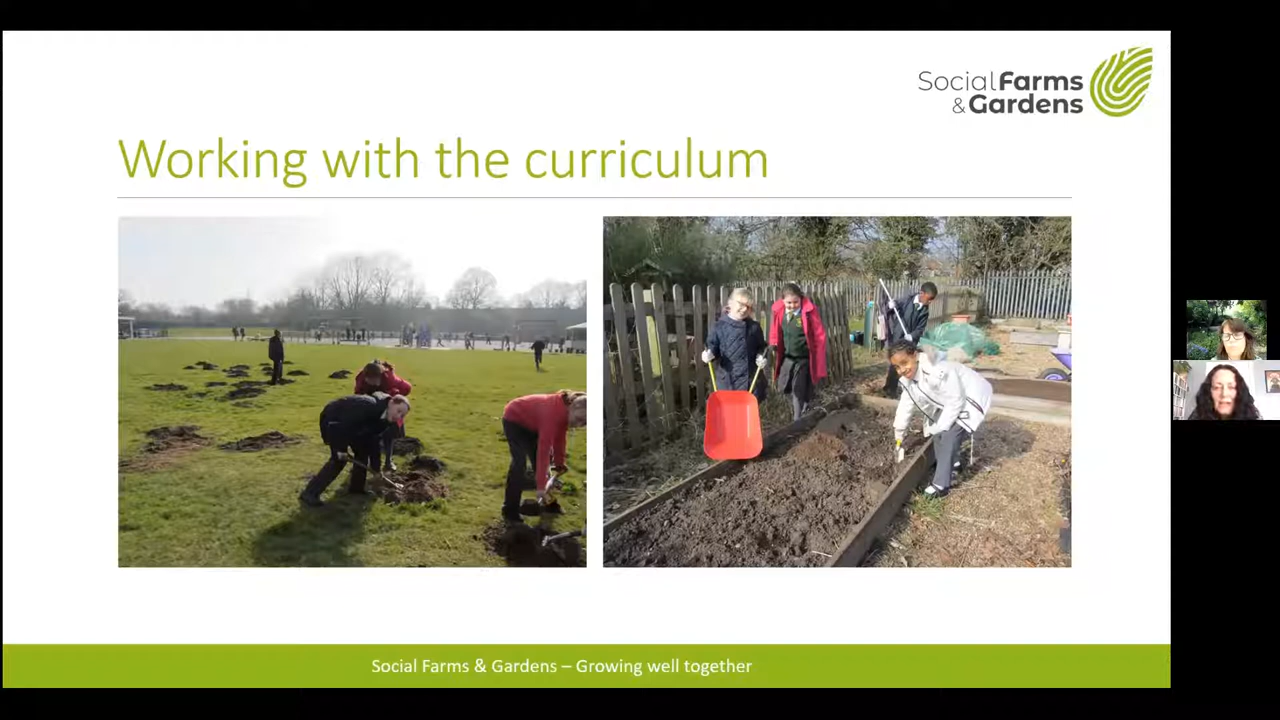 Social Farms
& Gardens
Working with the curriculum
Social Farms & Gardens – Growing well together